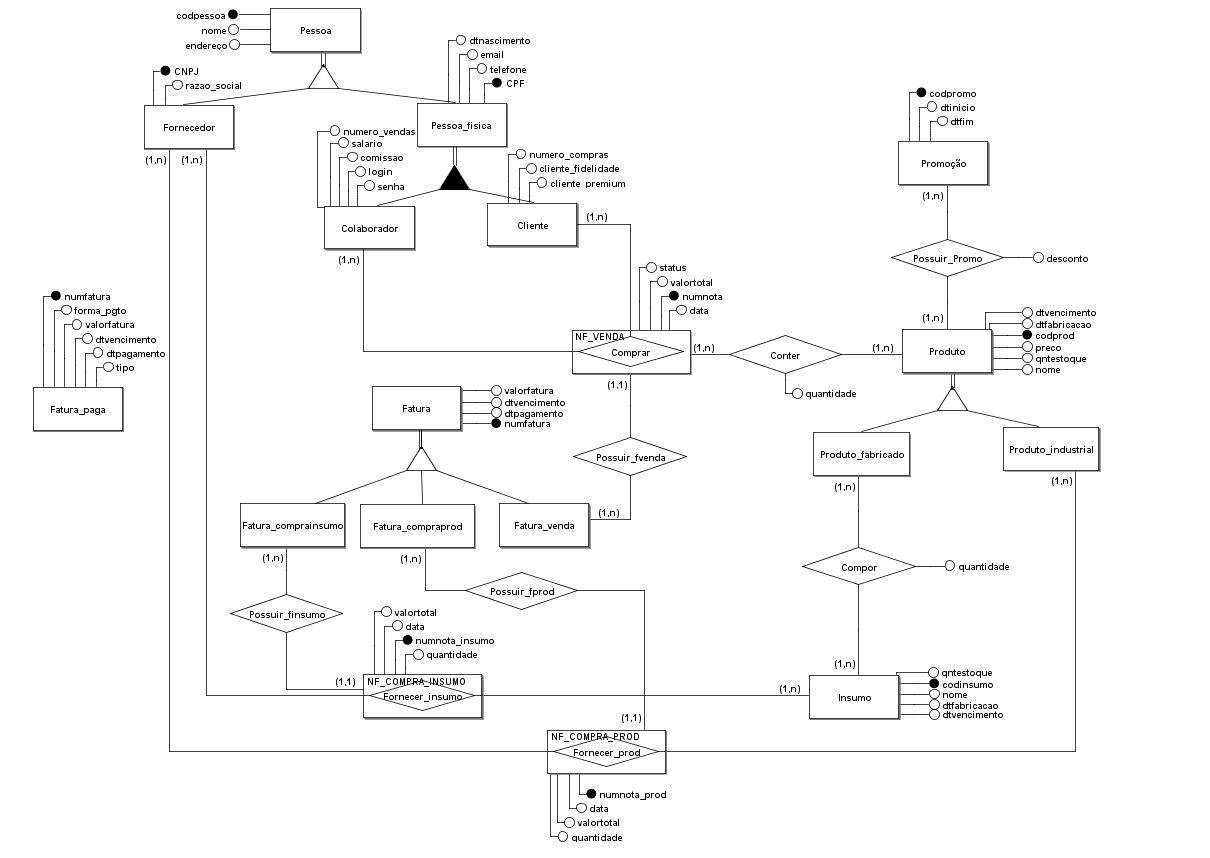 codpessoa
nome
endereço
Pessoa
CNPJ
razao_social
Fornecedor
(1,n)
(1,n)
dtnascimento
email
telefone
CPF
Pessoa_fisica
numero_vendas
salario
comissao
login
senha
Colaborador
(1,n)
numero_compras
cliente_fidelidade
cliente premium
Cliente
(1,n)
codpromo
dtinicio
dtfim
Promoção
(1,n)
Possuir_Promo
desconto
(1,n)
status
valortotal
numnota
data
NF_VENDA
Comprar
(1,n)
(1,1)
Conter
quantidade
(1,n)
Produto
dtvencimento
dtfabricacao
codprod
preco
qntestoque
nome
numfatura
forma_pgto
valorfatura
dtvencimento
dtpagamento
tipo
Fatura_paga
Fatura
valorfatura
dtvencimento
dtpagamento
numfatura
Possuir_fvenda
(1,n)
Produto_fabricado
(1,n)
Produto_industrial
(1,n)
Fatura_comprainsumo
(1,n)
Fatura_compraprod
(1,n)
Fatura_venda
Compor
quantidade
(1,n)
Possuir_fprod
Possuir_finsumo
valortotal
data
numnota_insumo
quantidade
(1,1)
NF_COMPRA_INSUMO
Fornecer_insumo
(1,n)
Insumo
qntestoque
codinsumo
nome
dtfabricacao
dtvencimento
(1,1)
NF_COMPRA_PROD
Fornecer_prod
numnota_prod
data
valortotal
quantidade